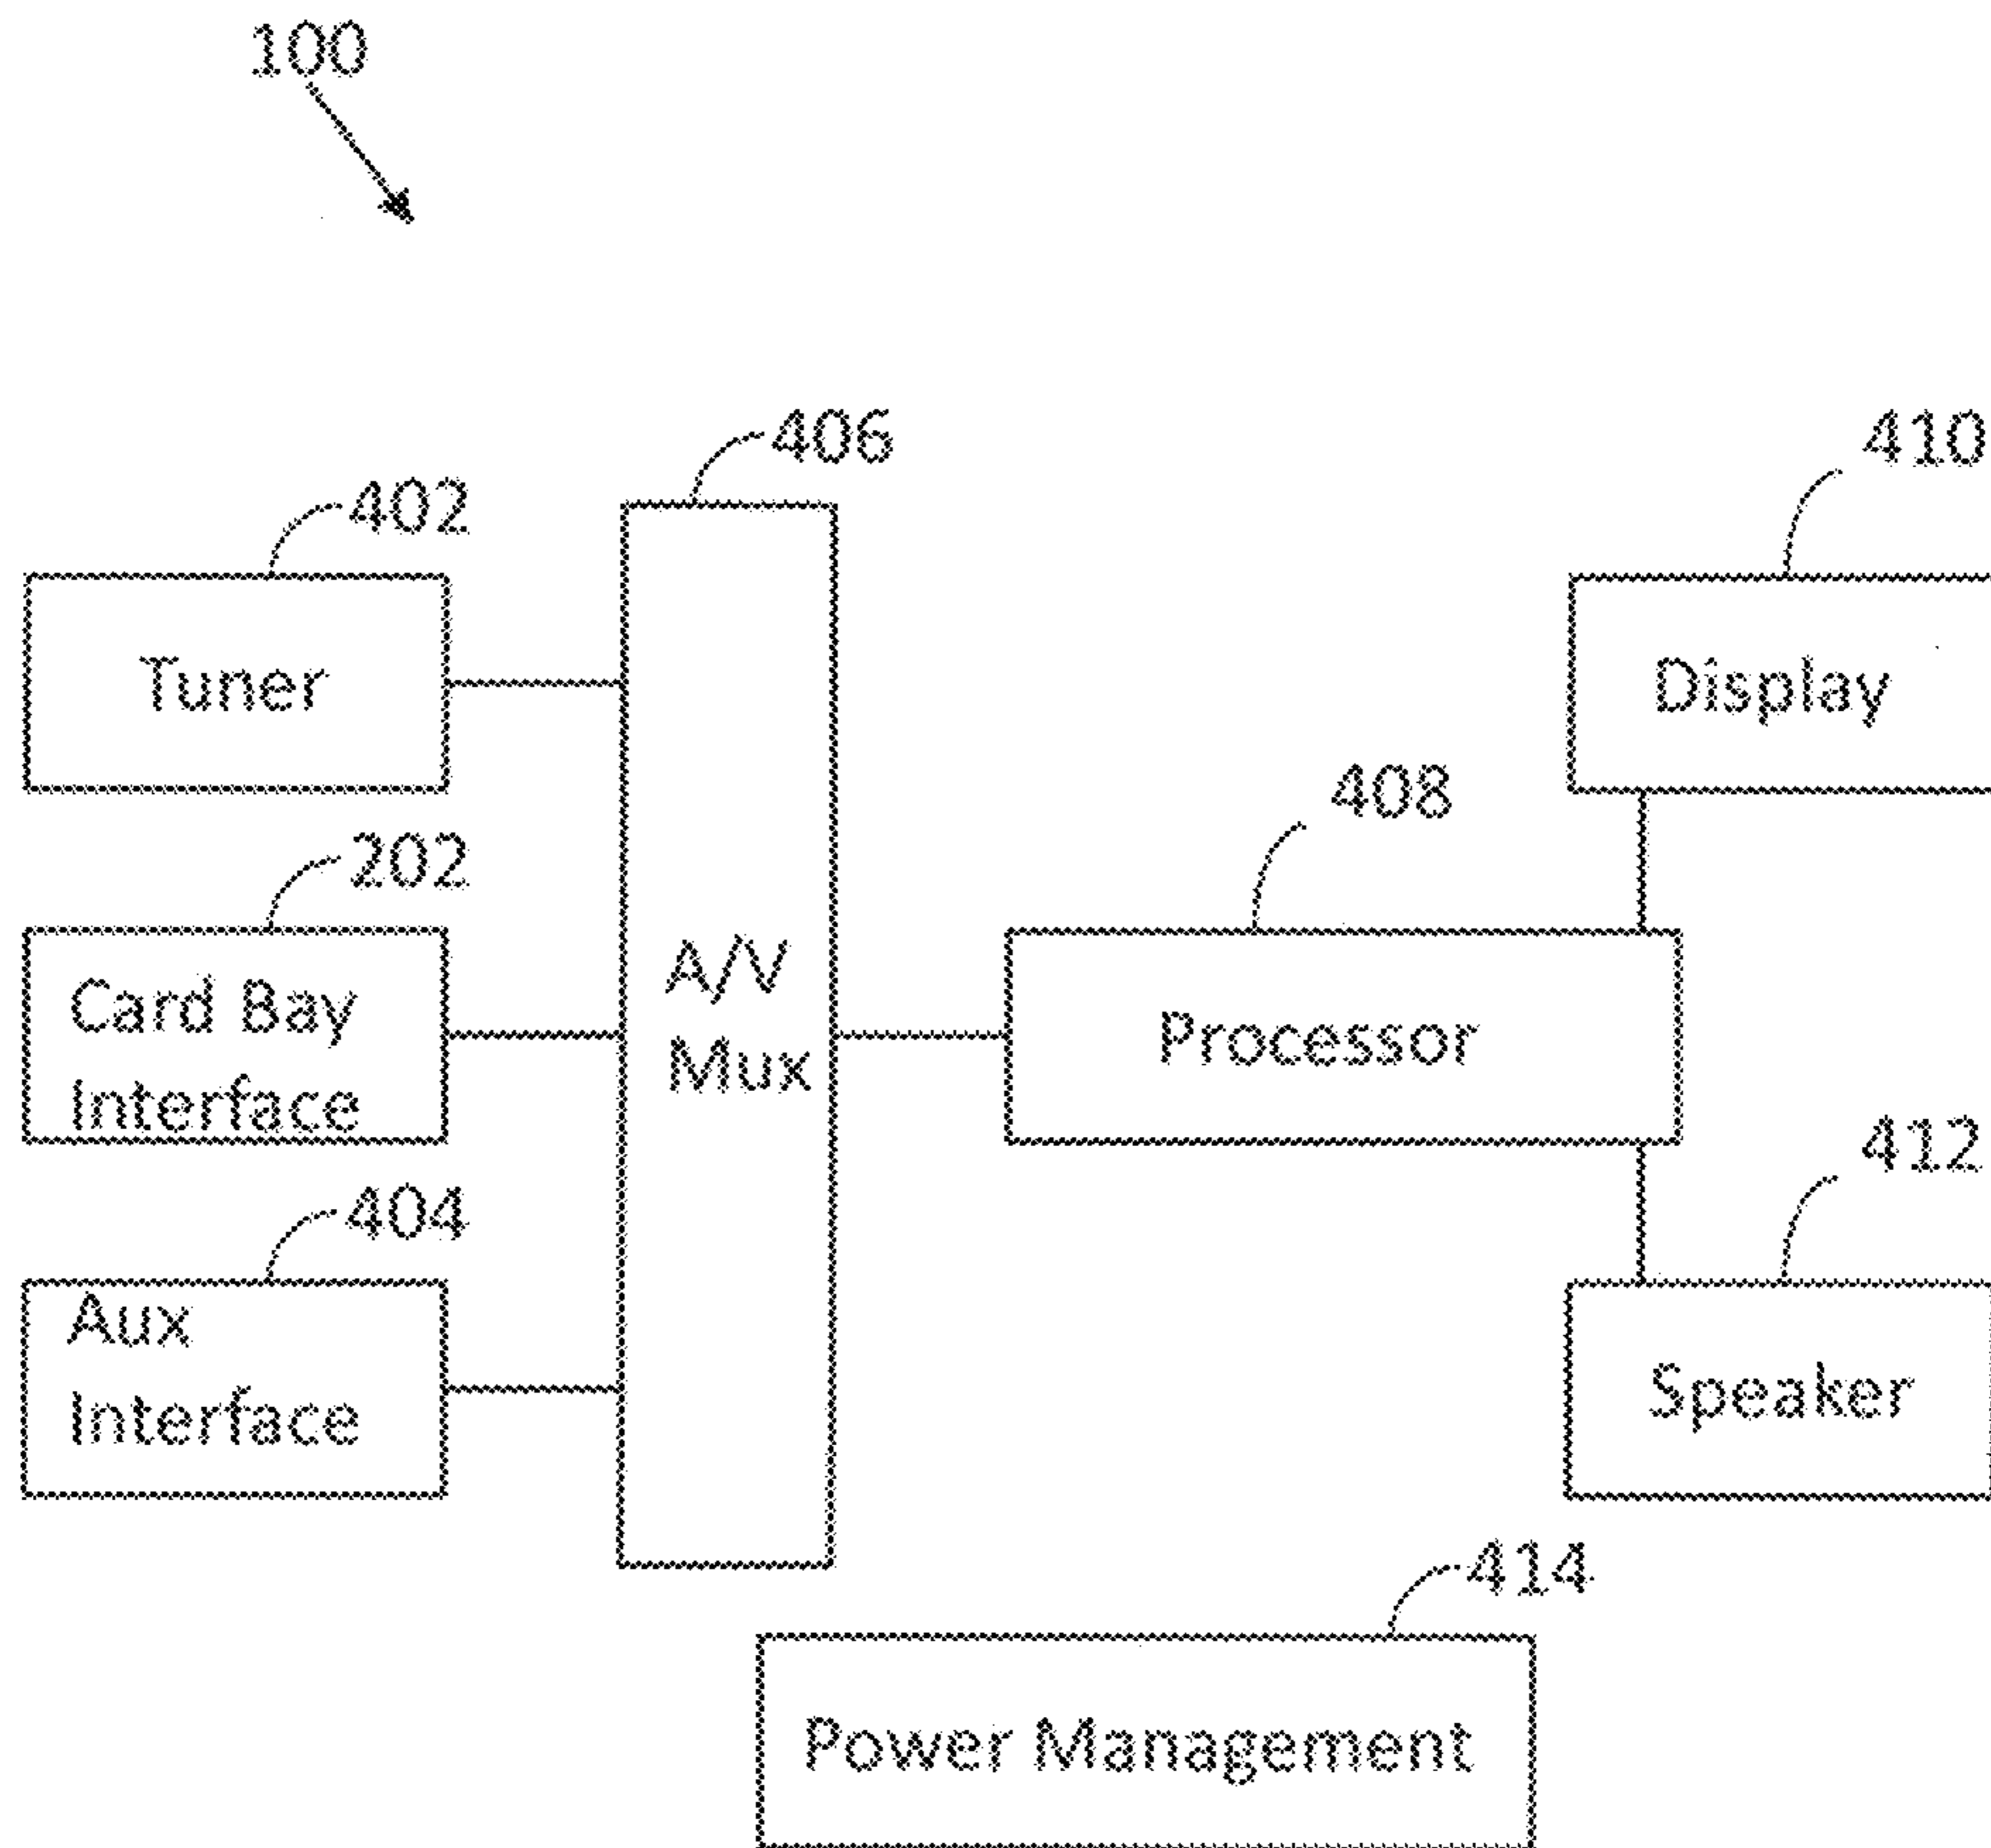 100
406
410
402
Tuner
Display
408
202
Card Bay
Interface
A/V
Mux
Processor
412
404
Aux
Interface
Speaker
414
Power Management